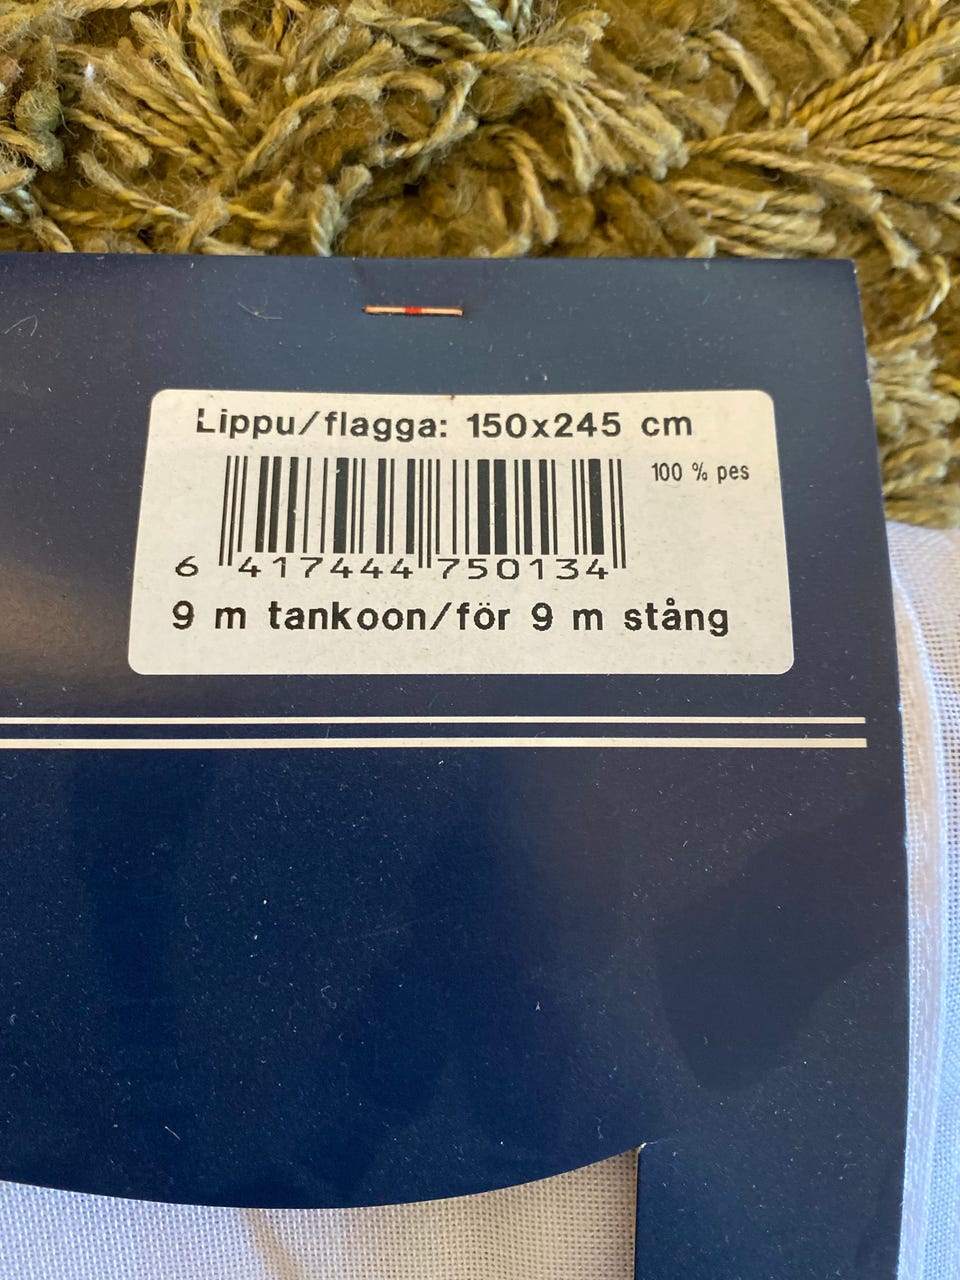 Lippu/flagga: 150x245 cm
100 % pes
6 417444 750134
9 m tankoon/för 9 m stång